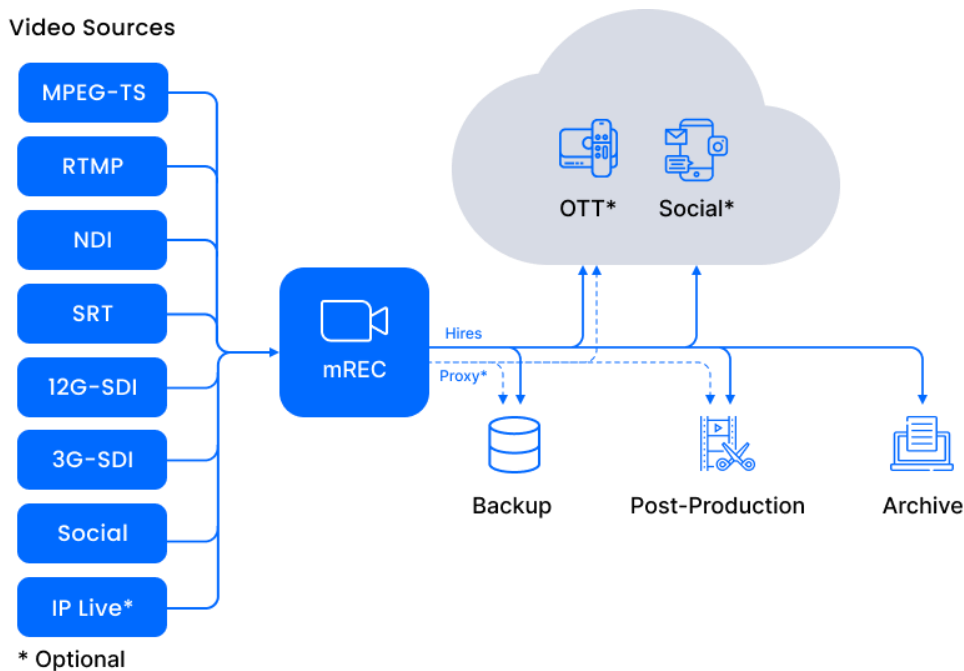 Video Sources
MPEG-TS
RTMP
NDI
SRT
12G-SDI
3G-SDI
Social
IP Live*
* Optional
mREC
Hires
Proxy*
OTT*
Social*
Backup
Post-Production
Archive